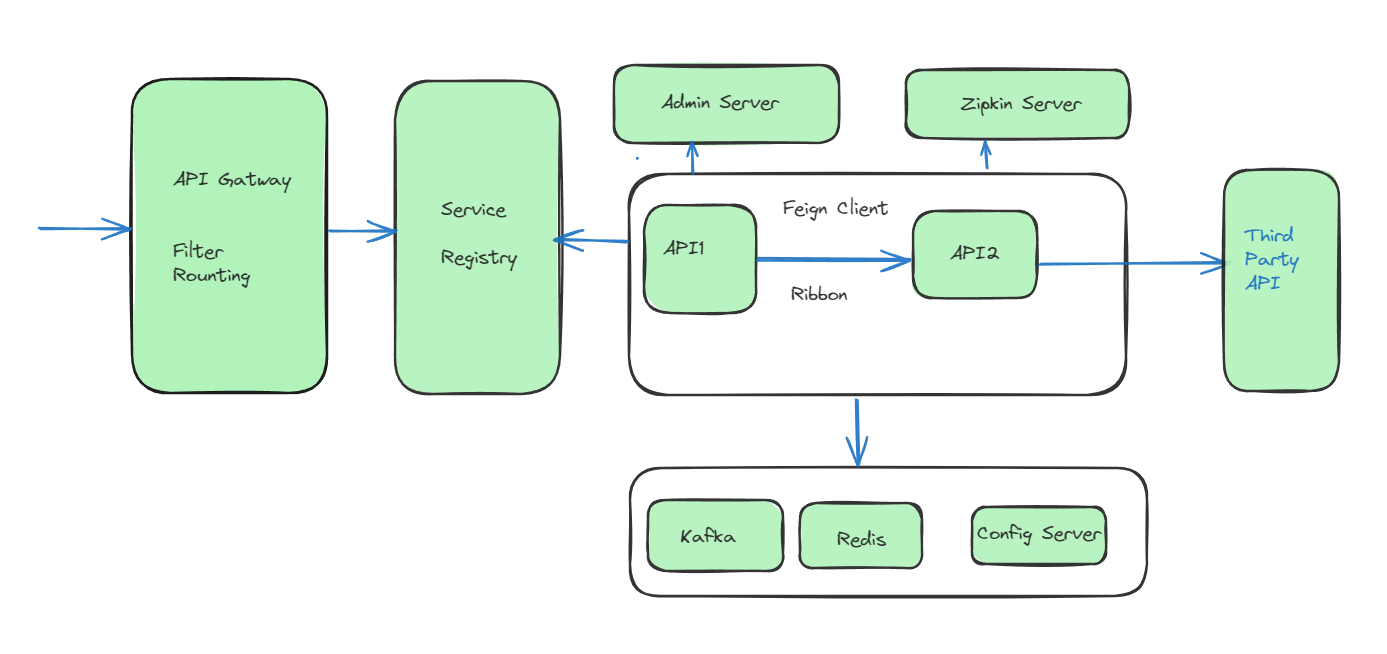 API Gatway
Filter
Rounting
Service
Registry
Admin Server
Zipkin Server
API1
Feign Client
Ribbon
API2
Third
Party
API
Kafka
Redis
Config Server